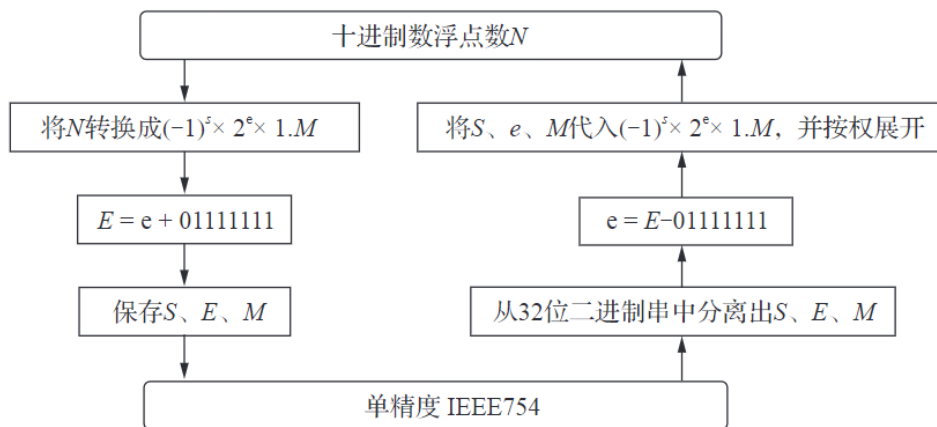 十进制数浮点数N
将N转换成(−1)ˢ× 2ᵉ× 1.M
将S、e、M代入(−1)ˢ× 2ᵉ× 1.M，并按权展开
E = e + 01111111
e = E−01111111
保存S、E、M
从32位二进制串中分离出S、E、M
单精度 IEEE754